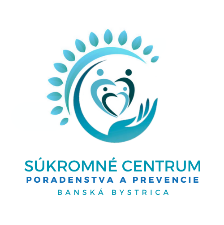 SÚKROMNÉ CENTRUM
PORADENSTVA A PREVENCIE
BANSKÁ BYSTRICA